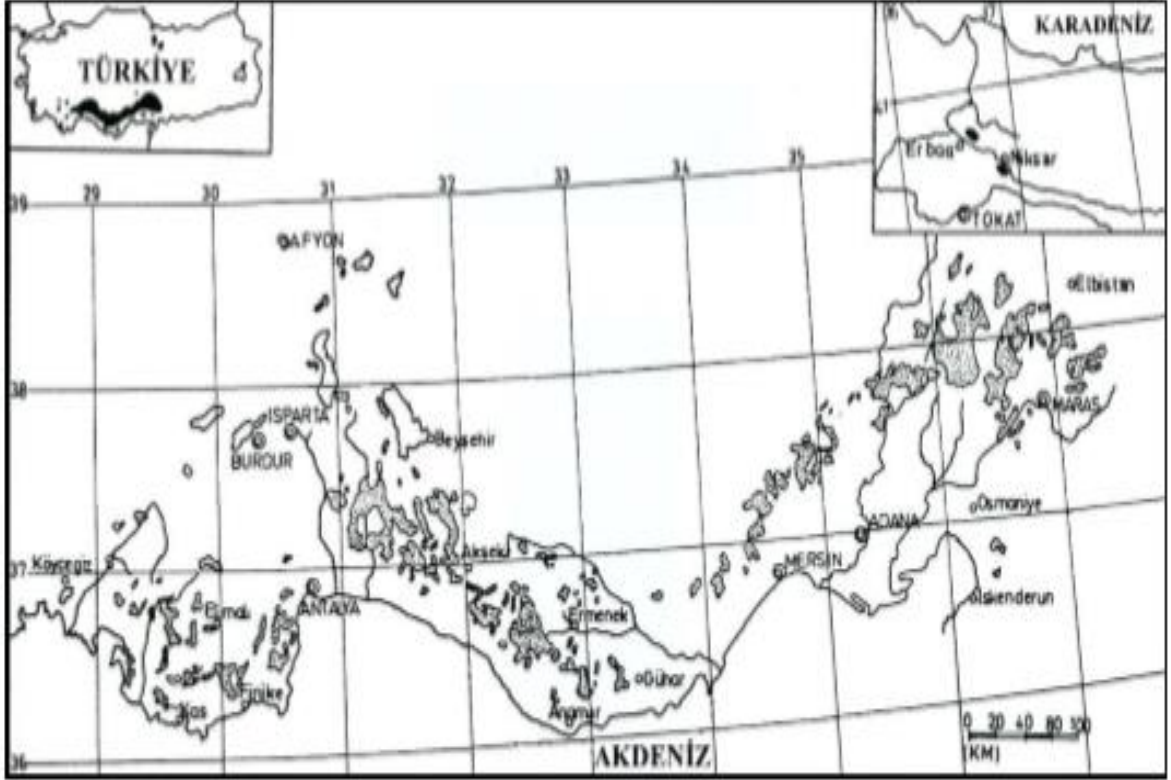 TÜRKİYE
KARADENİZ
Erbaa
Niksar
TOKAT
29
30
31
32
33
34
35
39
AFYON
Elbistan
38
ISPARTA
BURDUR
Beyşehir
MARAŞ
Osmaniye
ADANA
Akseki
Köyceğiz
37
MERSİN
ANTALYA
Elmalı
Ermenek
İskenderun
Gülnar
Finike
Kaş
Anamur
36
AKDENİZ
0 20 40 80 100
(KM)